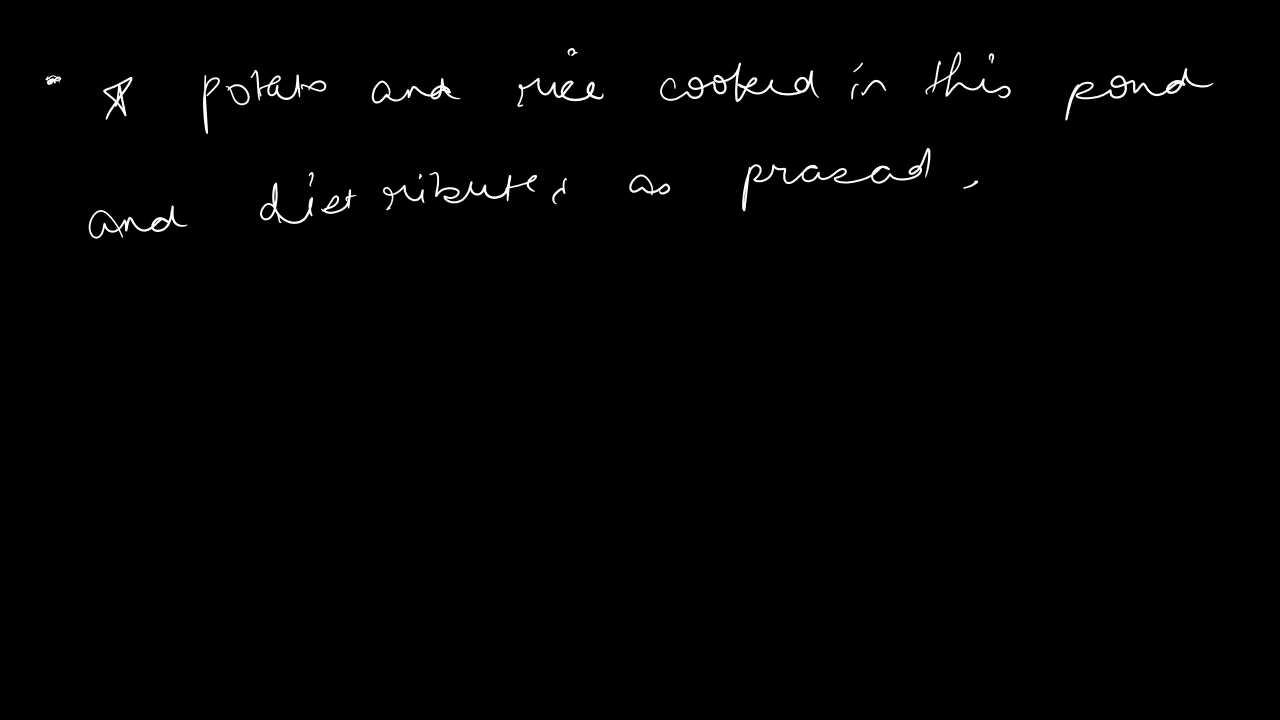 * potato and rice cooked in this pond
and distributed as prasad.